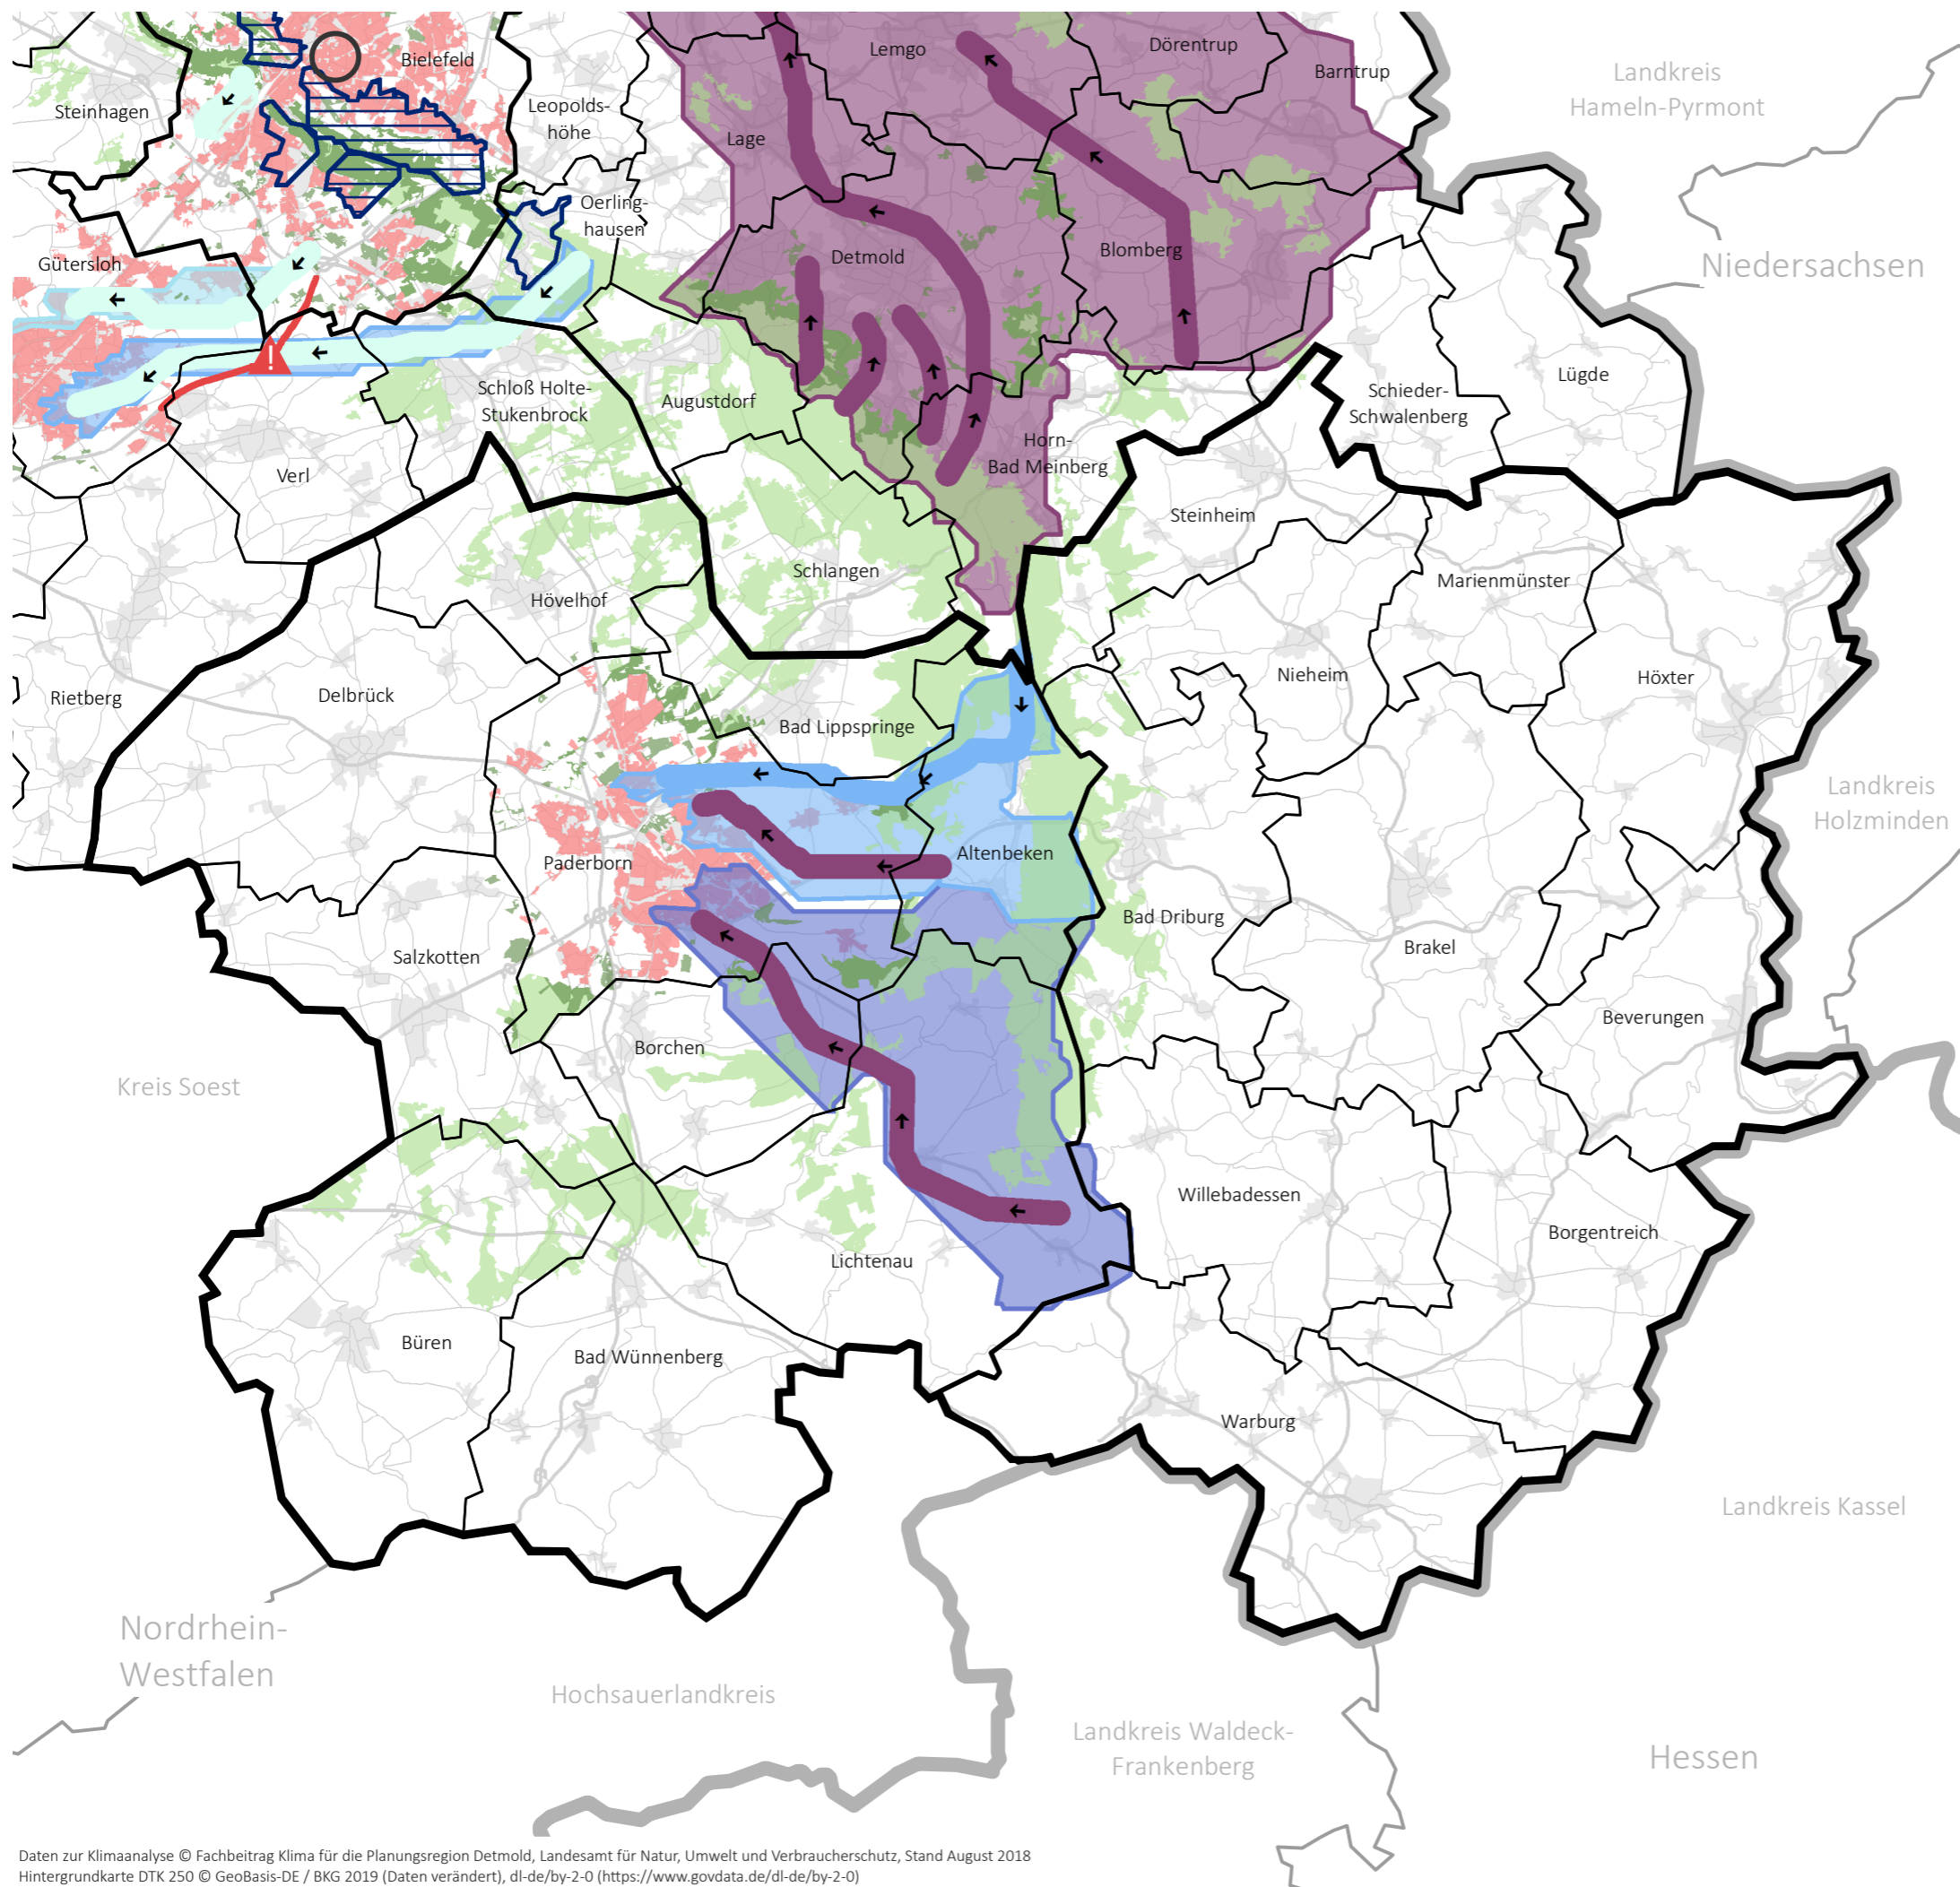 Lemgo
Dörentrup
Barntrup
Bielefeld
Landkreis
Hameln-Pyrmont
Steinhagen
Leopolds-
höhe
Lage
Oerling-
hausen
Detmold
Blomberg
Gütersloh
Niedersachsen
Schloß Holte-
Stukenbrock
Augustdorf
Schieder-
Schwalenberg
Lügde
Horn-
Bad Meinberg
Verl
Steinheim
Schlangen
Marienmünster
Hövelhof
Rietberg
Delbrück
Nieheim
Höxter
Bad Lippspringe
Landkreis
Holzminden
Paderborn
Altenbeken
Bad Driburg
Brakel
Salzkotten
Beverungen
Borchen
Kreis Soest
Willebadessen
Borgentreich
Lichtenau
Büren
Bad Wünnenberg
Warburg
Landkreis Kassel
Nordrhein-
Westfalen
Hochsauerlandkreis
Landkreis Waldeck-
Frankenberg
Hessen
Daten zur Klimaanalyse © Fachbeitrag Klima für die Planungsregion Detmold, Landesamt für Natur, Umwelt und Verbraucherschutz, Stand August 2018
Hintergrundkarte DTK 250 © GeoBasis-DE / BKG 2019 (Daten verändert), dl-de/by-2-0 (https://www.govdata.de/dl-de/by-2-0)